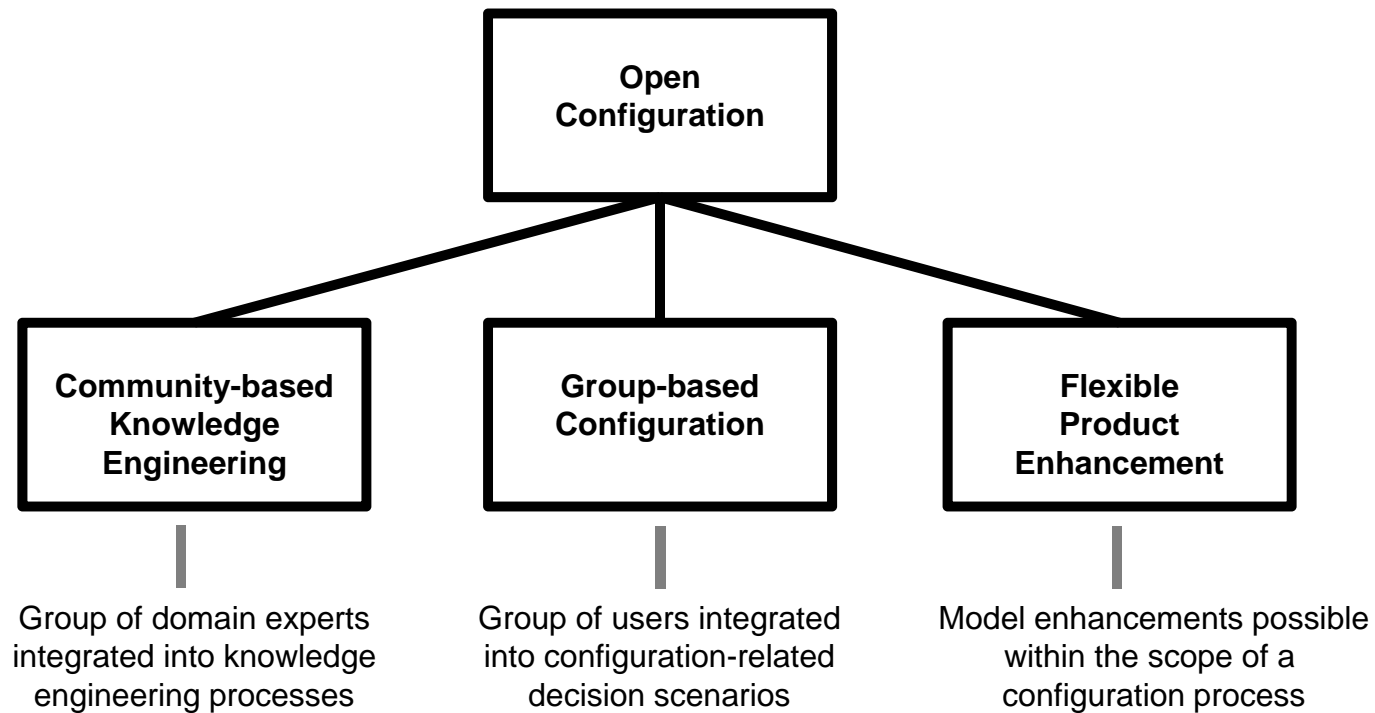 Open
Configuration
Community-based
Knowledge
Engineering
Group-based
Configuration
Flexible
Product
Enhancement
Group of domain experts
integrated into knowledge
engineering processes
Group of users integrated
into configuration-related
decision scenarios
Model enhancements possible
within the scope of a
configuration process